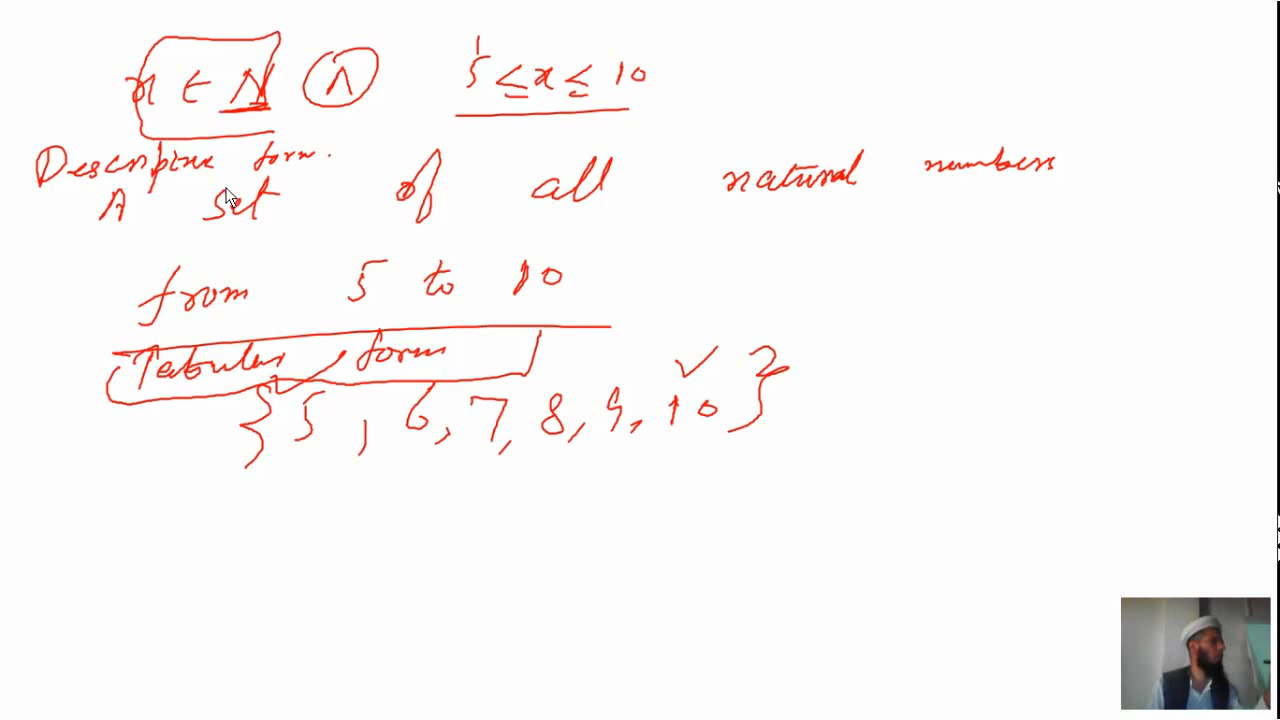 x ∈ N ∧ 5 ≤ x ≤ 10
Descriptive form.
A set of all natural numbers
from 5 to 10
Tabular form
{ 5 , 6 , 7 , 8 , 9 , 10 }